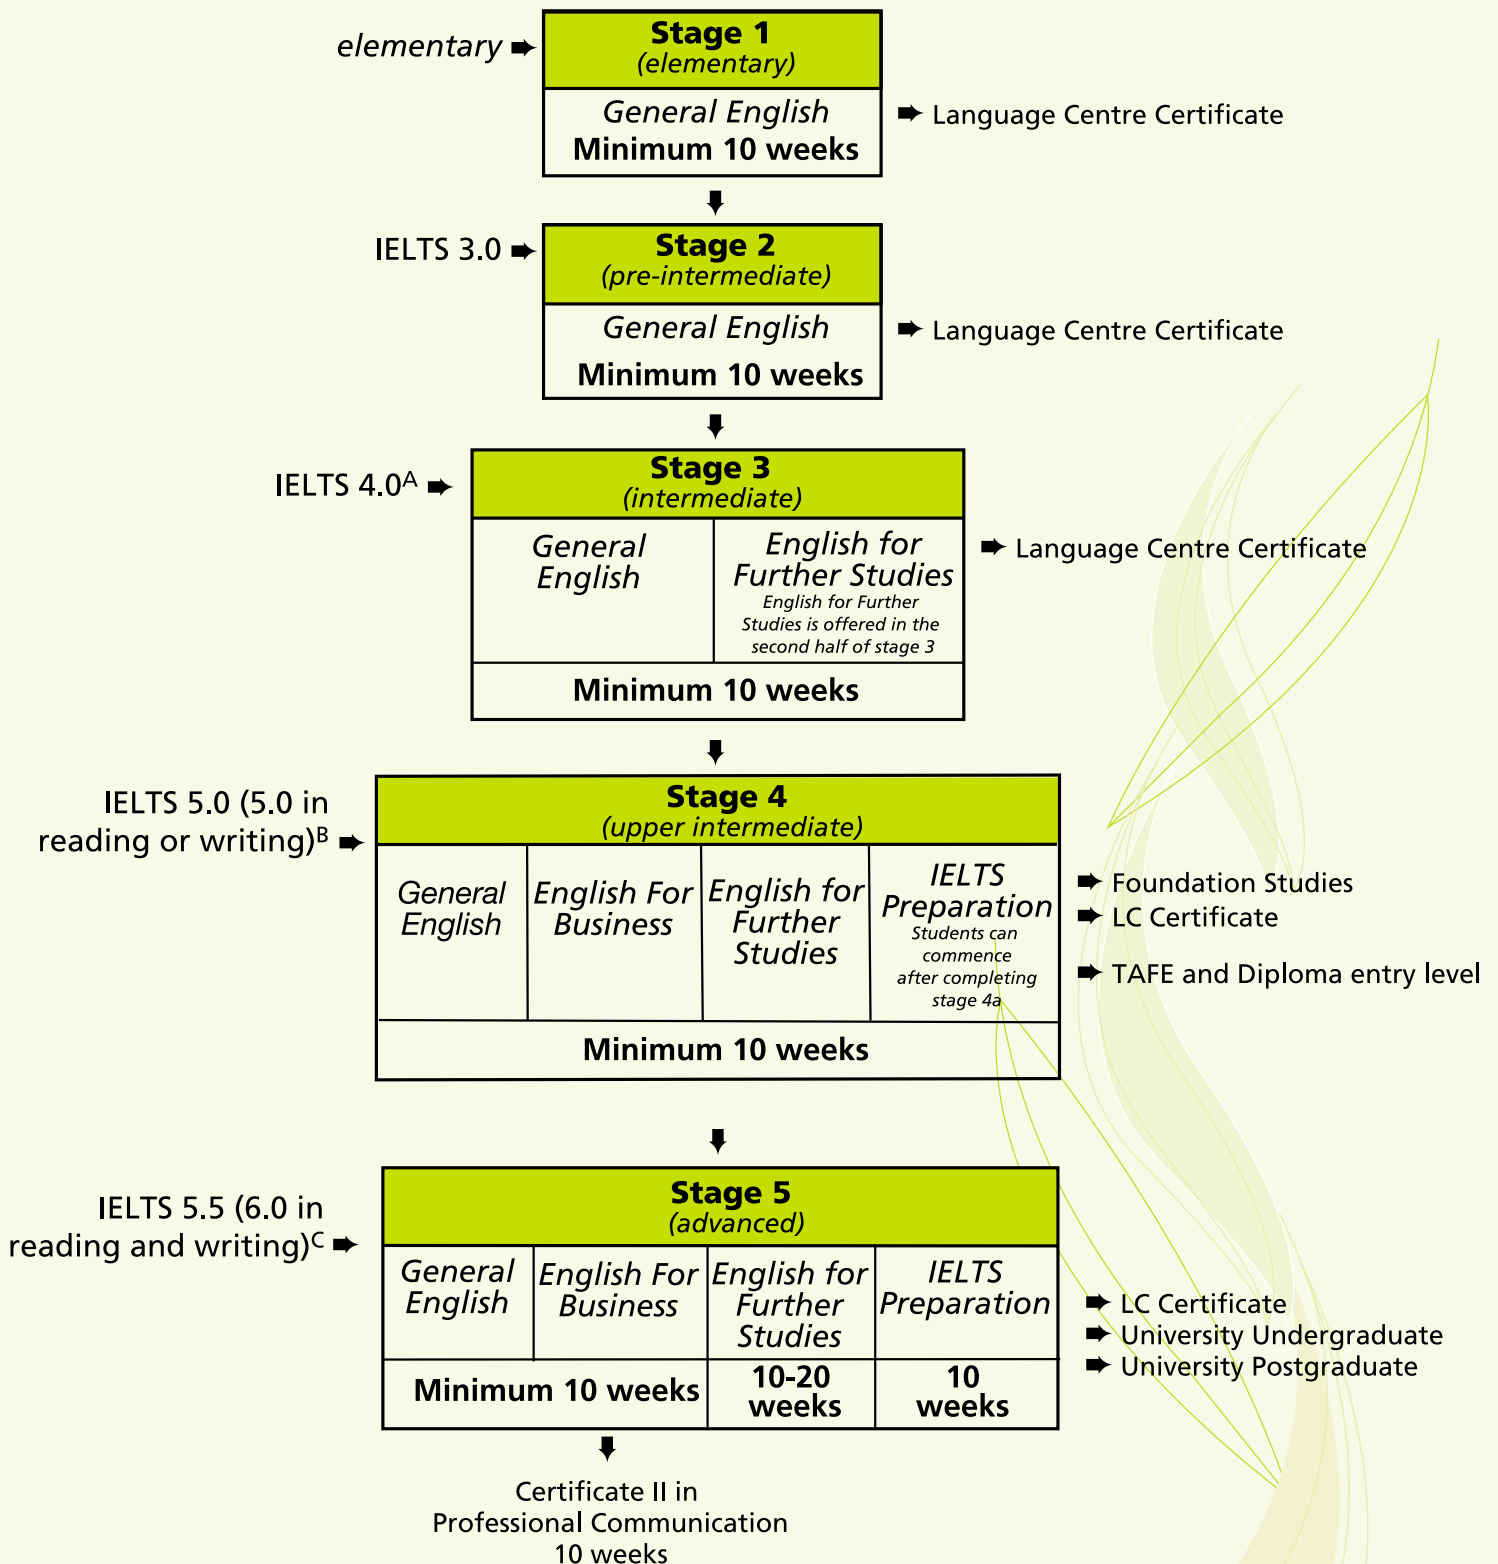 elementary
Stage 1
(elementary)
General English
Minimum 10 weeks
Language Centre Certificate
IELTS 3.0
Stage 2
(pre-intermediate)
General English
Minimum 10 weeks
Language Centre Certificate
IELTS 4.0A
Stage 3
(intermediate)
General
English
English for
Further Studies
English for Further
Studies is offered in the
second half of stage 3
Minimum 10 weeks
Language Centre Certificate
IELTS 5.0 (5.0 in
reading or writing)B
Stage 4
(upper intermediate)
General
English
English For
Business
English for
Further
Studies
IELTS
Preparation
Students can
commence
after completing
stage 4a
Minimum 10 weeks
Foundation Studies
LC Certificate
TAFE and Diploma entry level
IELTS 5.5 (6.0 in
reading and writing)C
Stage 5
(advanced)
General
English
English For
Business
English for
Further
Studies
IELTS
Preparation
Minimum 10 weeks
10-20
weeks
10
weeks
LC Certificate
University Undergraduate
University Postgraduate
Certificate II in
Professional Communication
10 weeks